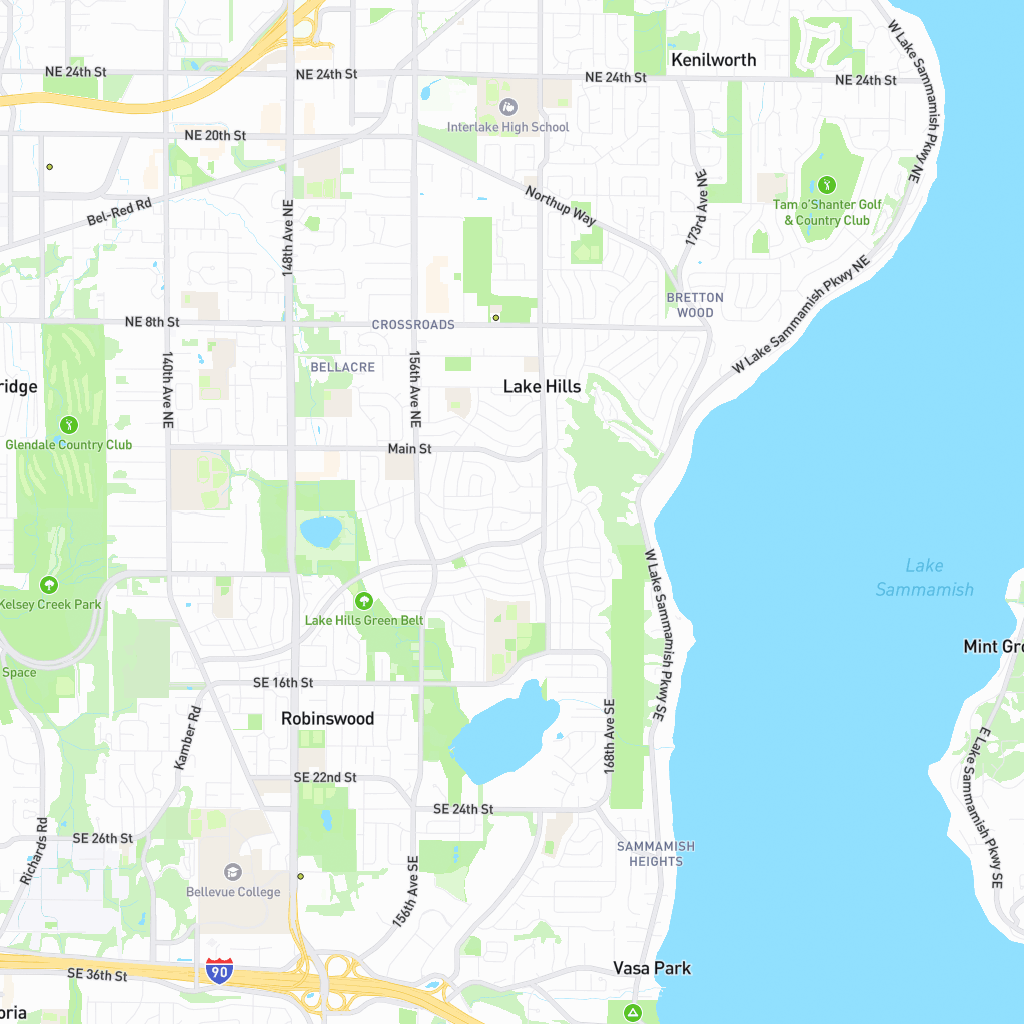 W Lake Sammamish Pkwy NE
Kenilworth
NE 24th St
NE 24th St
NE 24th St
NE 24th St
Interlake High School
NE 20th St
Tam o'Shanter Golf
& Country Club
Northup Way
173rd Ave NE
Bel-Red Rd
148th Ave NE
W Lake Sammamish Pkwy NE
BRETTON
WOOD
NE 8th St
CROSSROADS
140th Ave NE
BELLACRE
156th Ave NE
ridge
Lake Hills
Glendale Country Club
Main St
W Lake Sammamish Pkwy SE
Lake
Sammamish
Kelsey Creek Park
Lake Hills Green Belt
Mint Gro
Space
SE 16th St
Robinswood
Kamber Rd
168th Ave SE
E Lake Sammamish Pkwy SE
SE 22nd St
SE 24th St
SE 26th St
Richards Rd
SAMMAMISH
HEIGHTS
Bellevue College
156th Ave SE
90
SE 36th St
Vasa Park
oria